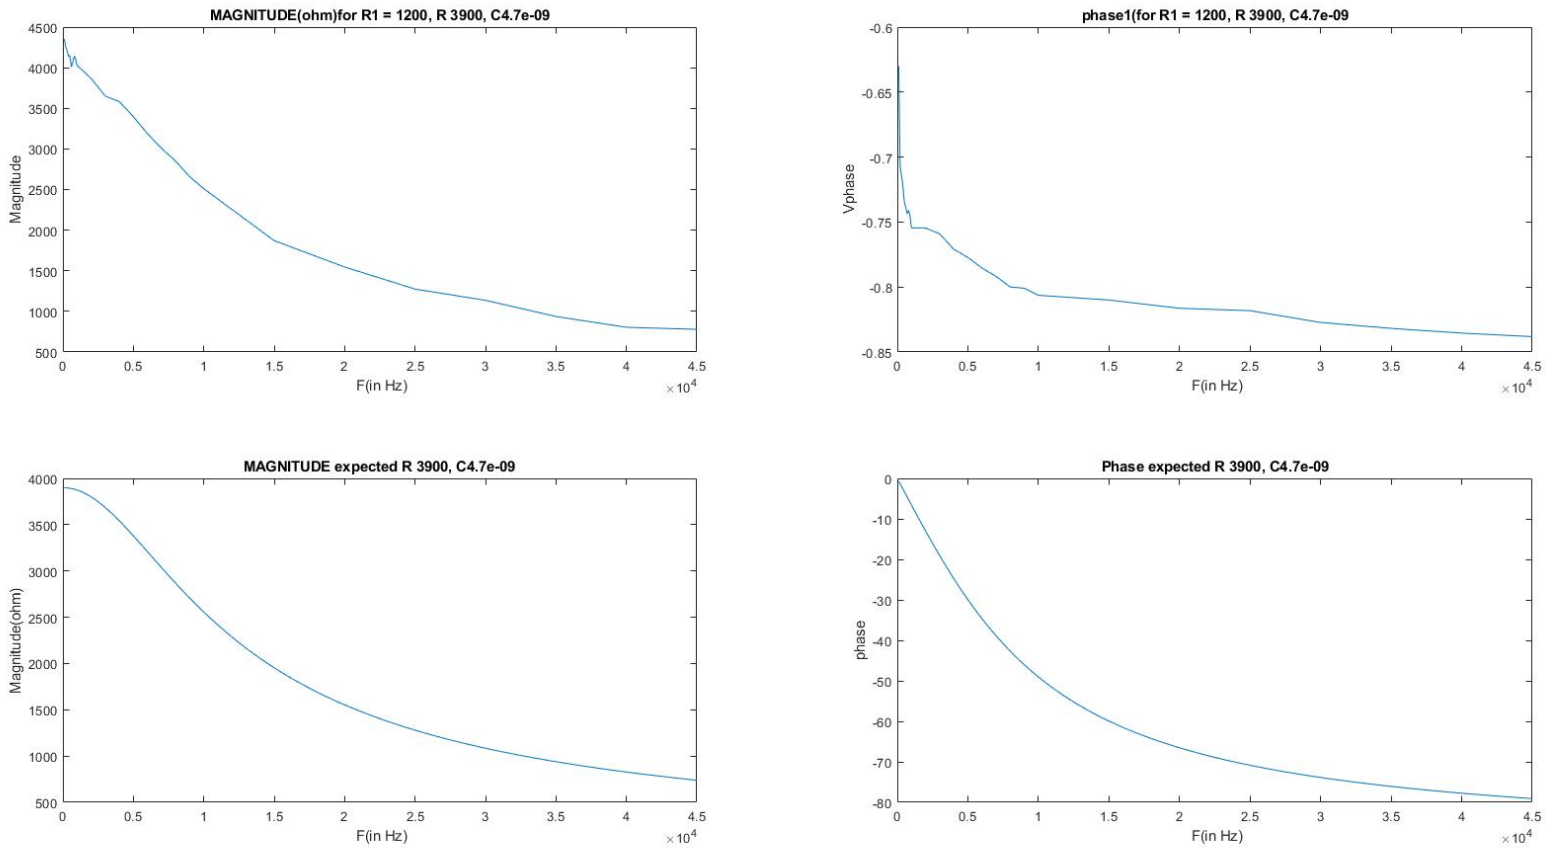 MAGNITUDE(ohm)for R1 = 1200, R 3900, C4.7e-09
4500
4000
3500
3000
2500
2000
1500
1000
500
Magnitude
0 0.5 1 1.5 2 2.5 3 3.5 4 4.5
F(in Hz)
×10^4
phase1(for R1 = 1200, R 3900, C4.7e-09
-0.6
-0.65
-0.7
-0.75
-0.8
-0.85
Vphase
0 0.5 1 1.5 2 2.5 3 3.5 4 4.5
F(in Hz)
×10^4
MAGNITUDE expected R 3900, C4.7e-09
4000
3500
3000
2500
2000
1500
1000
500
Magnitude(ohm)
0 0.5 1 1.5 2 2.5 3 3.5 4 4.5
F(in Hz)
×10^4
Phase expected R 3900, C4.7e-09
0
-10
-20
-30
-40
-50
-60
-70
-80
phase
0 0.5 1 1.5 2 2.5 3 3.5 4 4.5
F(in Hz)
×10^4